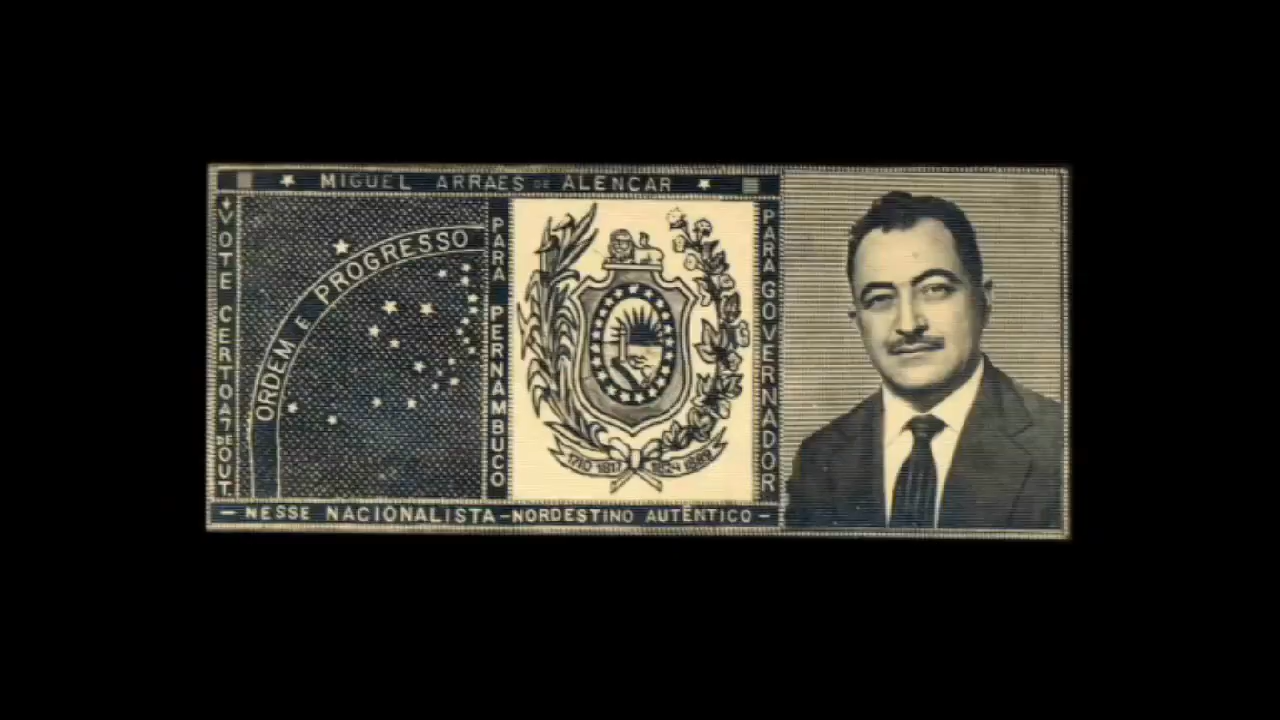 MIGUEL ARRAES DE ALENCAR
VOTE CERTO A 7 DE OUT.
ORDEM E PROGRESSO
PARA PERNAMBUCO
1710 1817 1824 1889
PARA GOVERNADOR
- NESSE NACIONALISTA-NORDESTINO AUTÊNTICO -